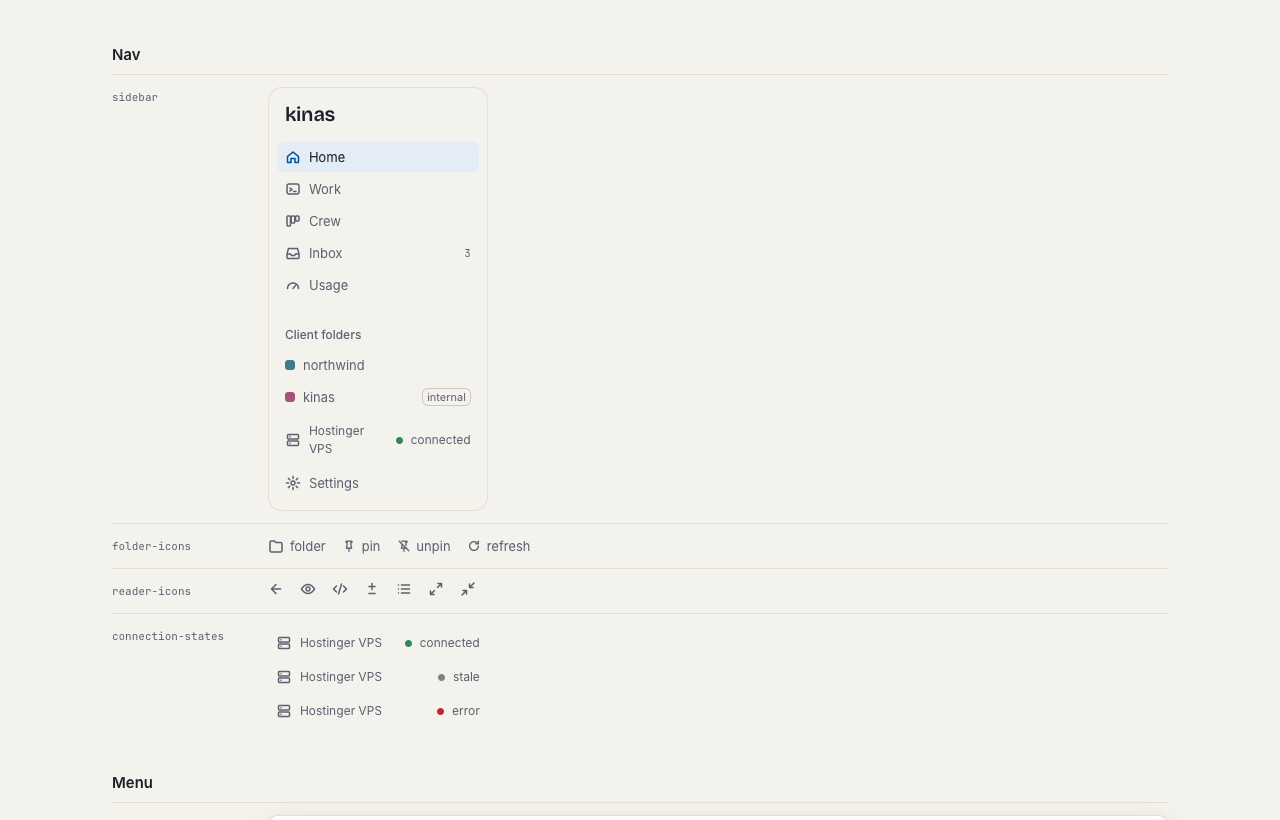 Nav
sidebar
kinas
Home
Work
Crew
Inbox 3
Usage
Client folders
northwind
kinas internal
Hostinger
VPS
connected
Settings
folder-icons folder pin unpin refresh
reader-icons
connection-states
Hostinger VPS connected
Hostinger VPS stale
Hostinger VPS error
Menu